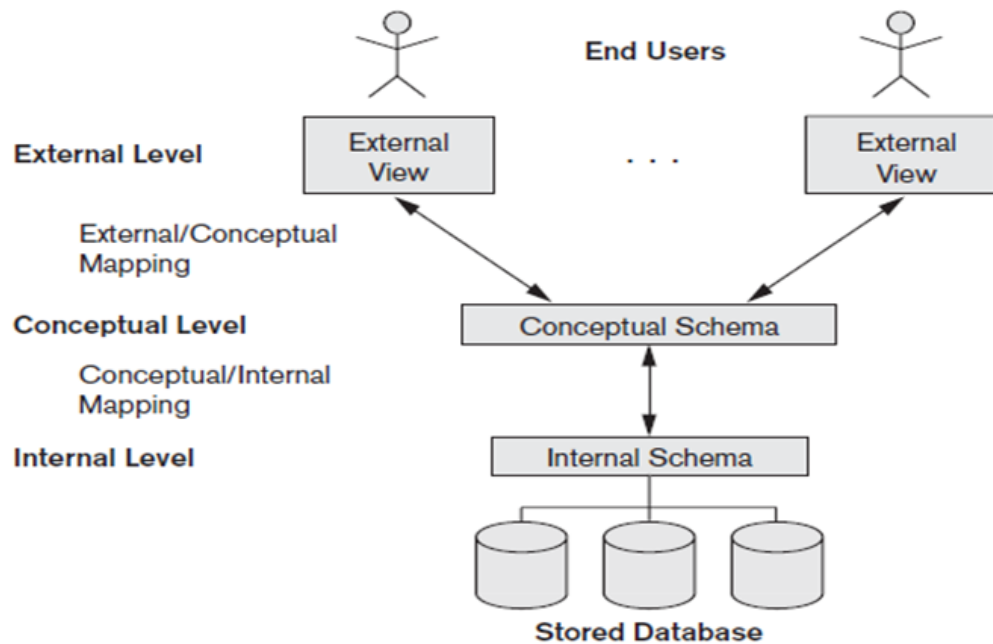 End Users
External Level
External
View
. . .
External
View
External/Conceptual
Mapping
Conceptual Level
Conceptual Schema
Conceptual/Internal
Mapping
Internal Level
Internal Schema
Stored Database